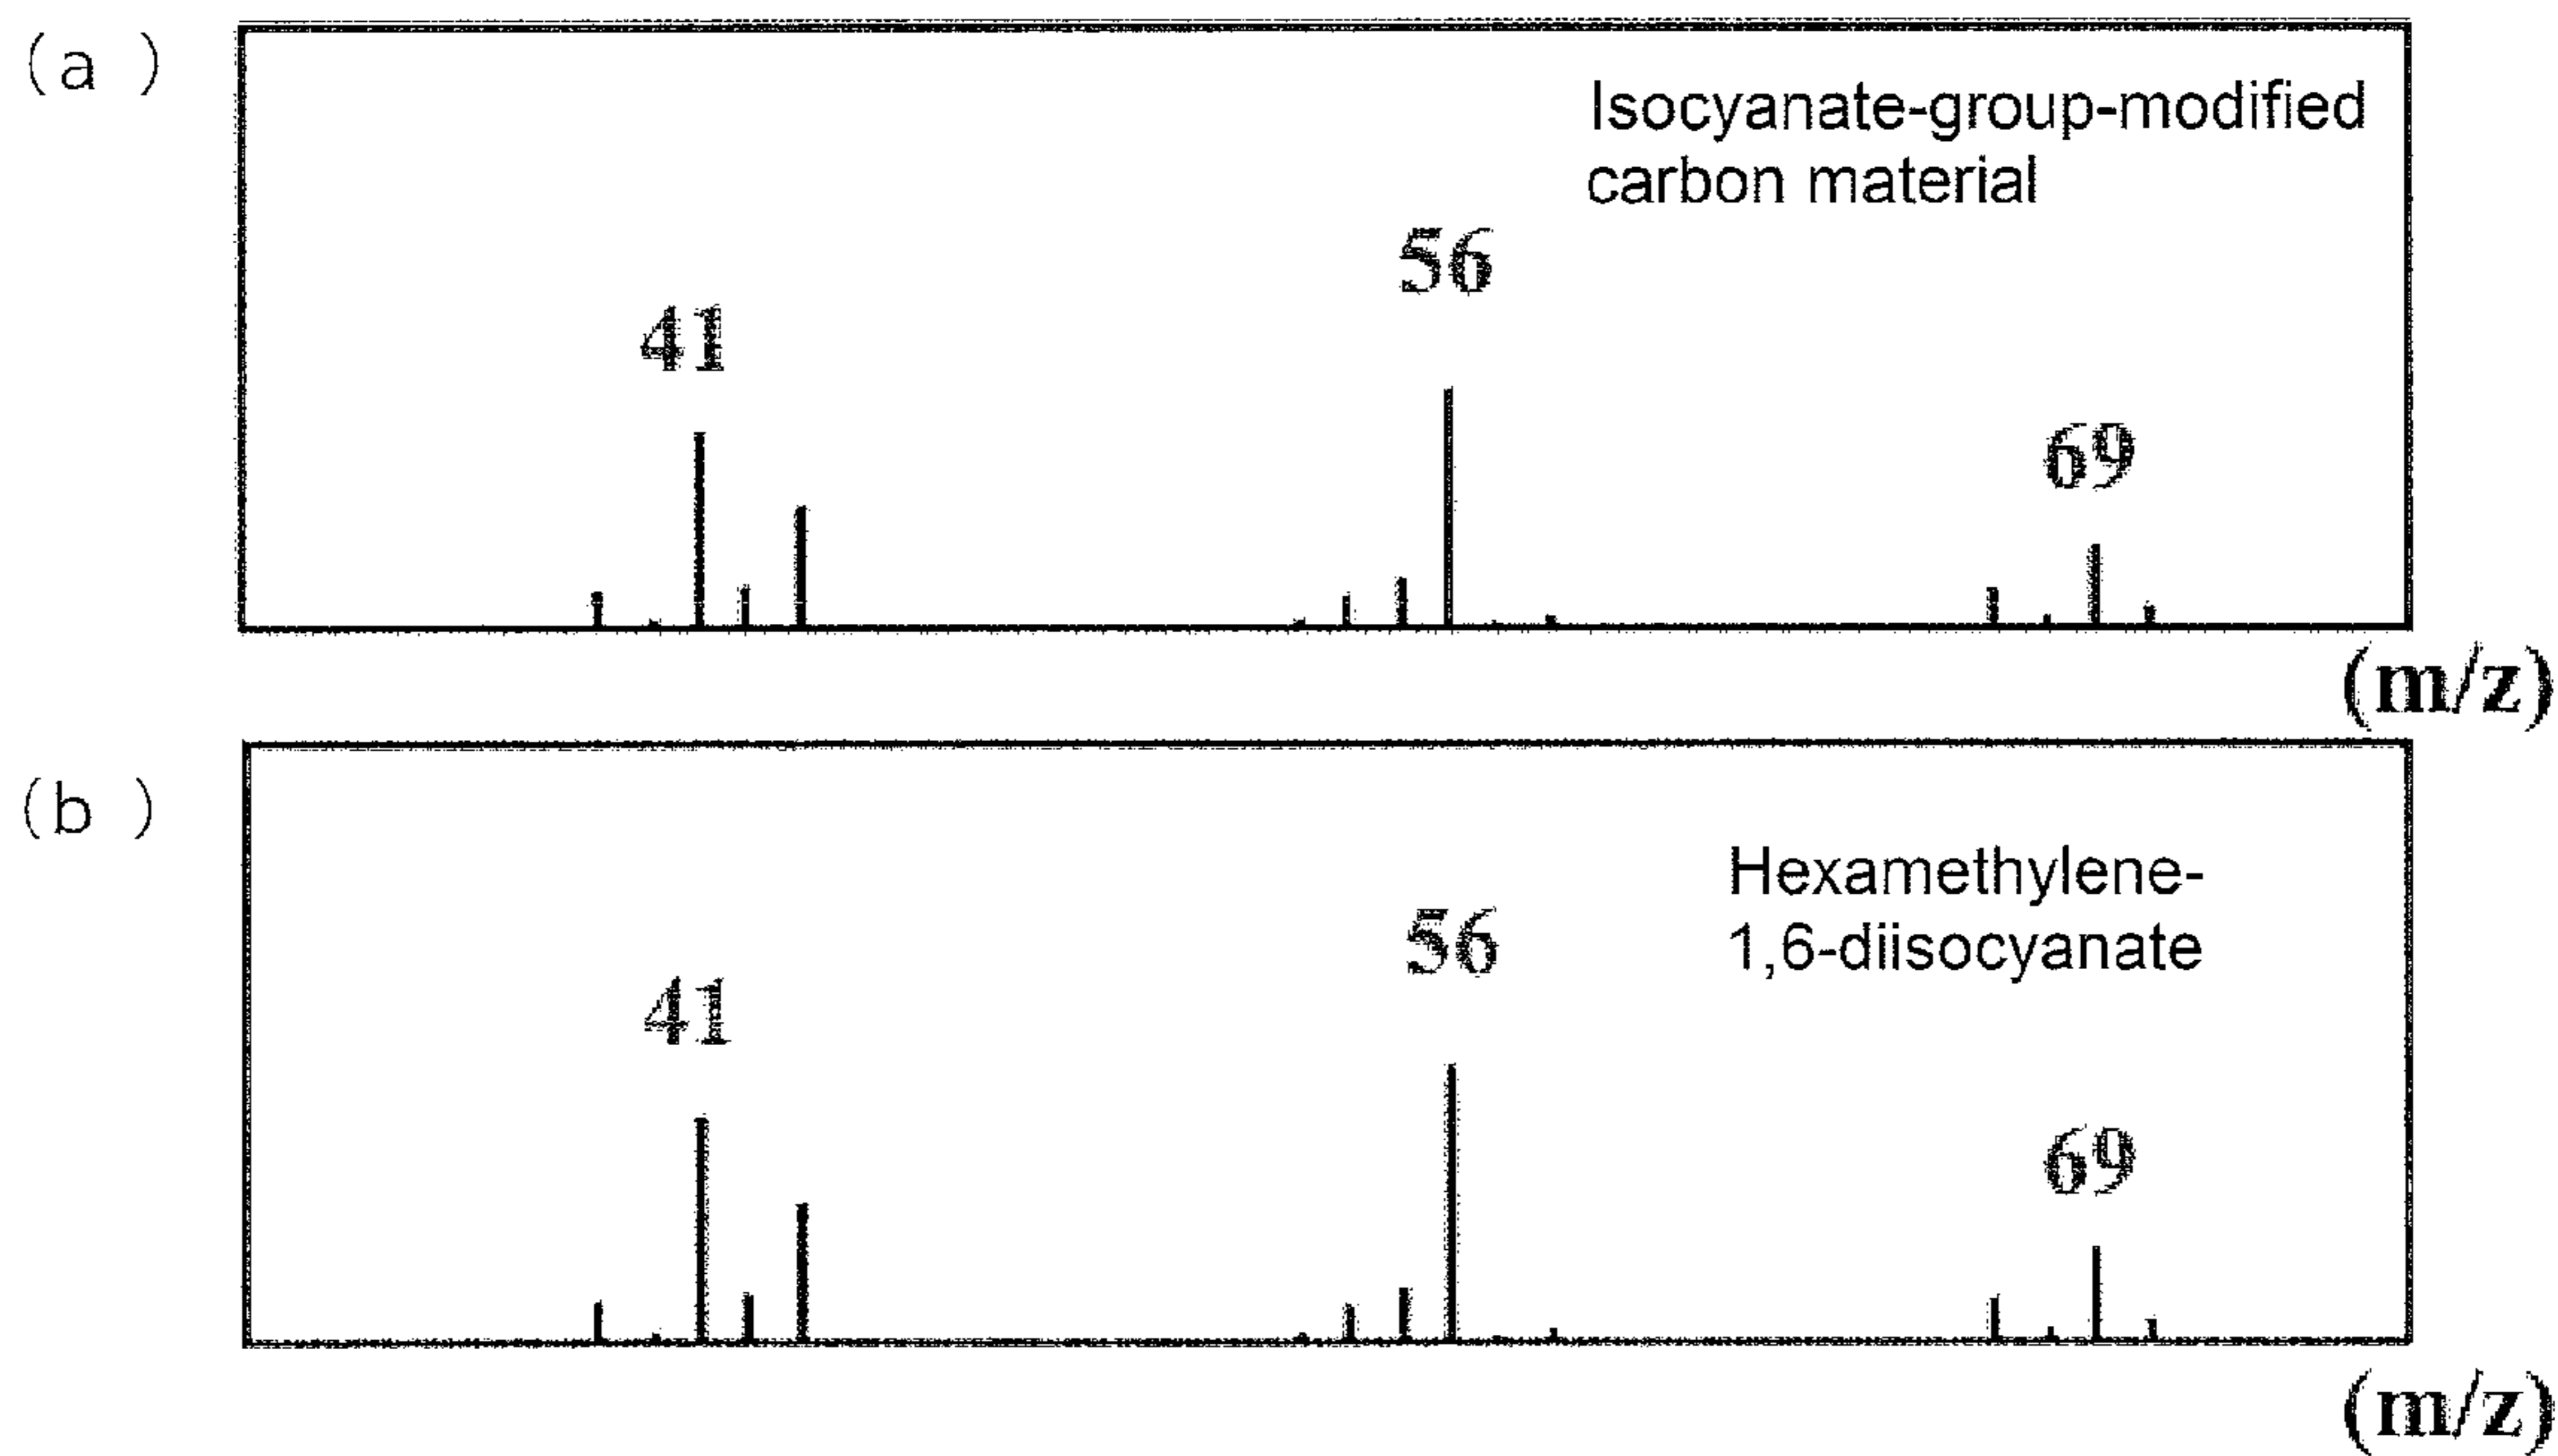 (a )
Isocyanate-group-modified
carbon material
56
41
69
(m/z)
(b )
Hexamethylene-
1,6-diisocyanate
56
41
69
(m/z)